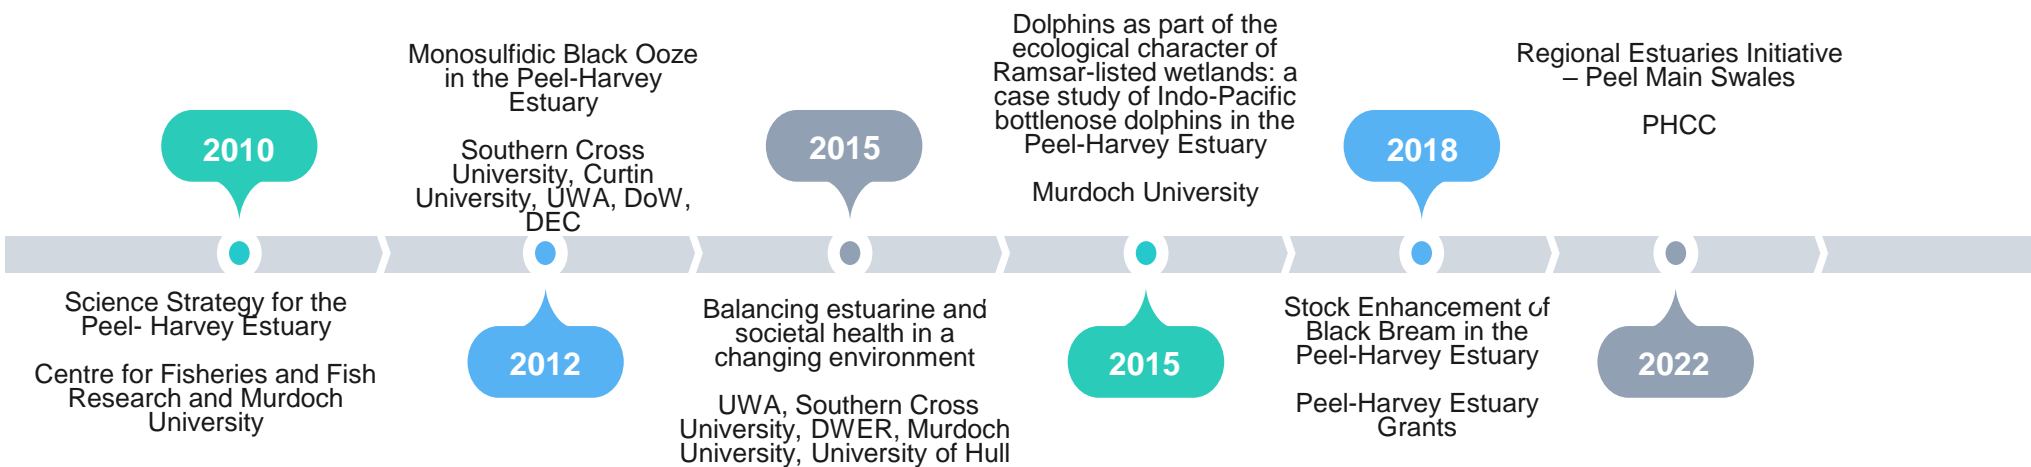 2010
Science Strategy for the
Peel- Harvey Estuary
Centre for Fisheries and Fish
Research and Murdoch
University
Monosulfidic Black Ooze
in the Peel-Harvey
Estuary
Southern Cross
University, Curtin
University, UWA, DoW,
DEC
2012
2015
Balancing estuarine and
societal health in a
changing environment
UWA, Southern Cross
University, DWER, Murdoch
University, University of Hull
Dolphins as part of the
ecological character of
Ramsar-listed wetlands: a
case study of Indo-Pacific
bottlenose dolphins in the
Peel-Harvey Estuary
Murdoch University
2015
2018
Stock Enhancement of
Black Bream in the
Peel-Harvey Estuary
Peel-Harvey Estuary
Grants
Regional Estuaries Initiative
– Peel Main Swales
PHCC
2022